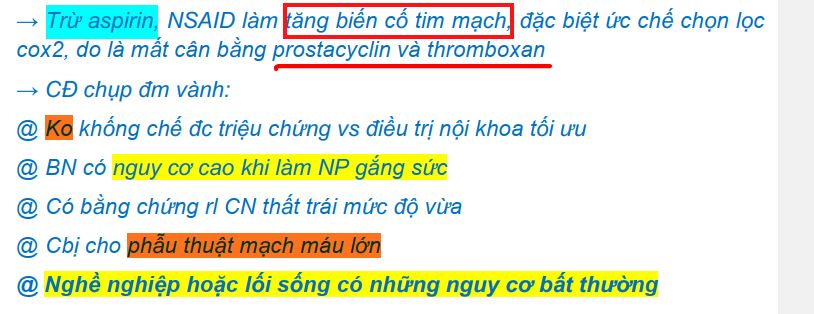 → Trừ aspirin, NSAID làm tăng biến cố tim mạch, đặc biệt ức chế chọn lọc
cox2, do là mất cân bằng prostacyclin và thromboxan
→ CĐ chụp đm vành:
@ Ko khống chế đc triệu chứng vs điều trị nội khoa tối ưu
@ BN có nguy cơ cao khi làm NP gắng sức
@ Có bằng chứng rl CN thất trái mức độ vừa
@ Cbị cho phẫu thuật mạch máu lớn
@ Nghề nghiệp hoặc lối sống có những nguy cơ bất thường